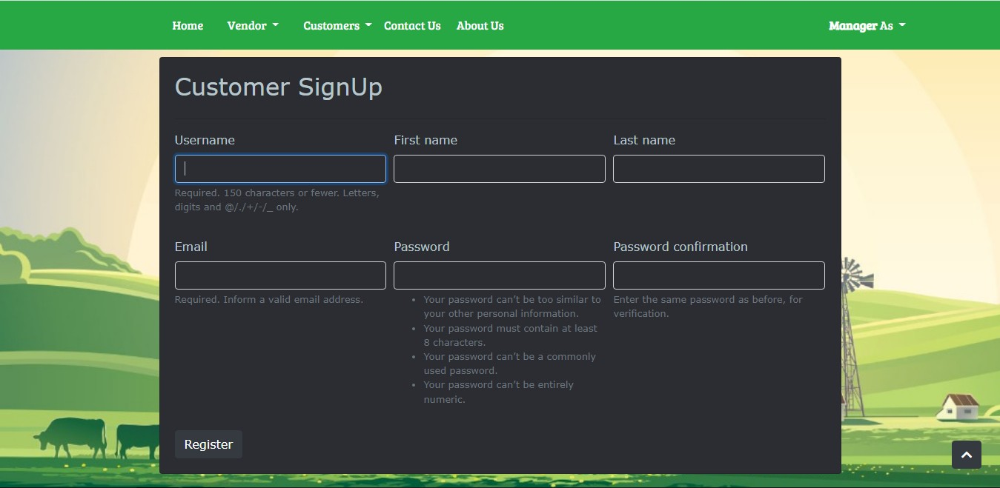 Home Vendor Customers Contact Us About Us Manager As
Customer SignUp
Username First name Last name
Required. 150 characters or fewer. Letters,
digits and @/./+/-/_ only.
Email Password Password confirmation
Required. Inform a valid email address.
Your password can’t be too similar to
your other personal information.
Your password must contain at least
8 characters.
Your password can’t be a commonly
used password.
Your password can’t be entirely
numeric.
Enter the same password as before, for
verification.
Register